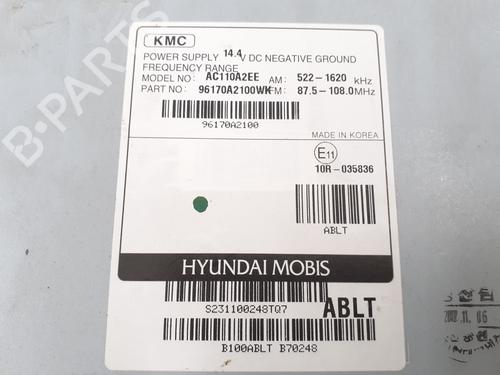 KMC
POWER SUPPLY 14.4 V DC NEGATIVE GROUND
FREQUENCY RANGE
MODEL NO AC110A2EE AM: 522-1620 kHz
PART NO 96170A2100WK FM: 87.5-108.0MHz
96170A2100
MADE IN KOREA
E11
10R-035836
ABLT
HYUNDAI MOBIS
S231100248TQ7
ABLT
B100ABLT B70248
B-PARTS